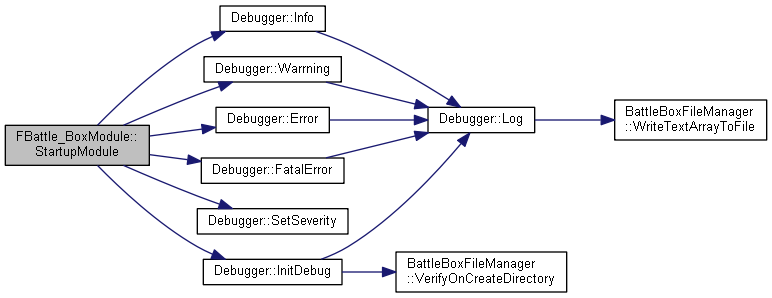 Debugger::Info
Debugger::Warrning
Debugger::Error
Debugger::Log
BattleBoxFileManager
::WriteTextArrayToFile
FBattle_BoxModule::
StartupModule
Debugger::FatalError
Debugger::SetSeverity
Debugger::InitDebug
BattleBoxFileManager
::VerifyOnCreateDirectory